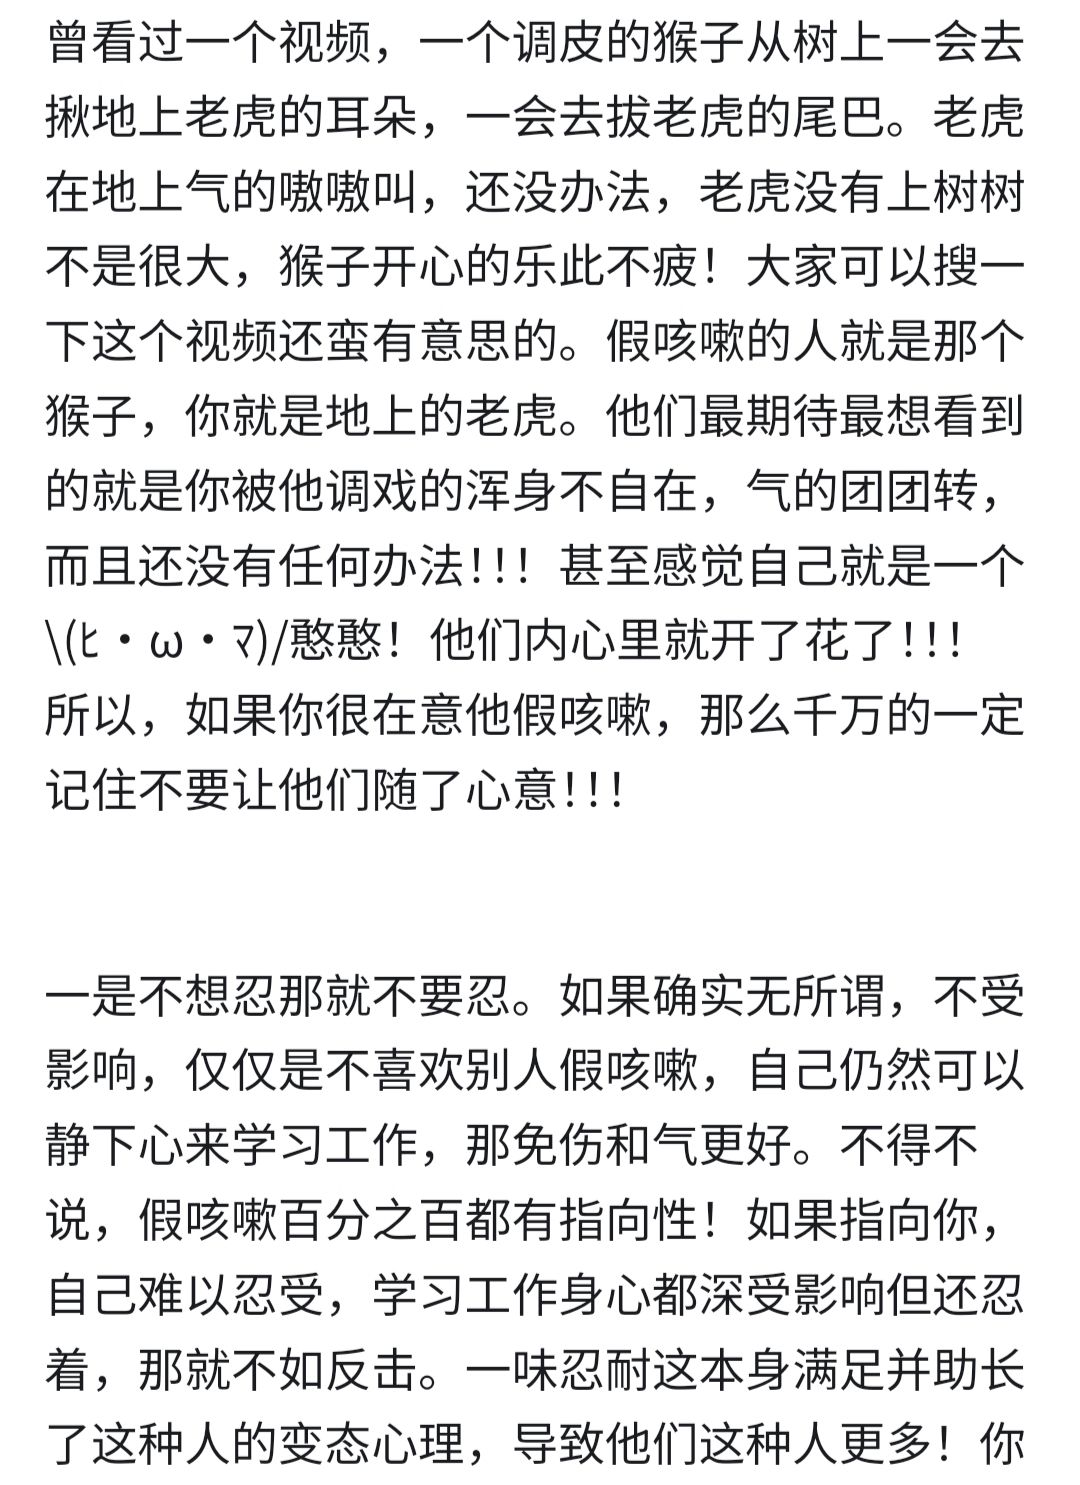 曾看过一个视频，一个调皮的猴子从树上一会去
揪地上老虎的耳朵，一会去拔老虎的尾巴。老虎
在地上气的嗷嗷叫，还没办法，老虎没有上树树
不是很大，猴子开心的乐此不疲！大家可以搜一
下这个视频还蛮有意思的。假咳嗽的人就是那个
猴子，你就是地上的老虎。他们最期待最想看到
的就是你被他调戏的浑身不自在，气的团团转，
而且还没有任何办法!!！甚至感觉自己就是一个
\(ﾋ・ω・ﾏ)/憨憨！他们内心里就开了花了!!！
所以，如果你很在意他假咳嗽，那么千万的一定
记住不要让他们随了心意!!！
一是不想忍那就不要忍。如果确实无所谓，不受
影响，仅仅是不喜欢别人假咳嗽，自己仍然可以
静下心来学习工作，那免伤和气更好。不得不
说，假咳嗽百分之百都有指向性！如果指向你，
自己难以忍受，学习工作身心都深受影响但还忍
着，那就不如反击。一味忍耐这本身满足并助长
了这种人的变态心理，导致他们这种人更多！你